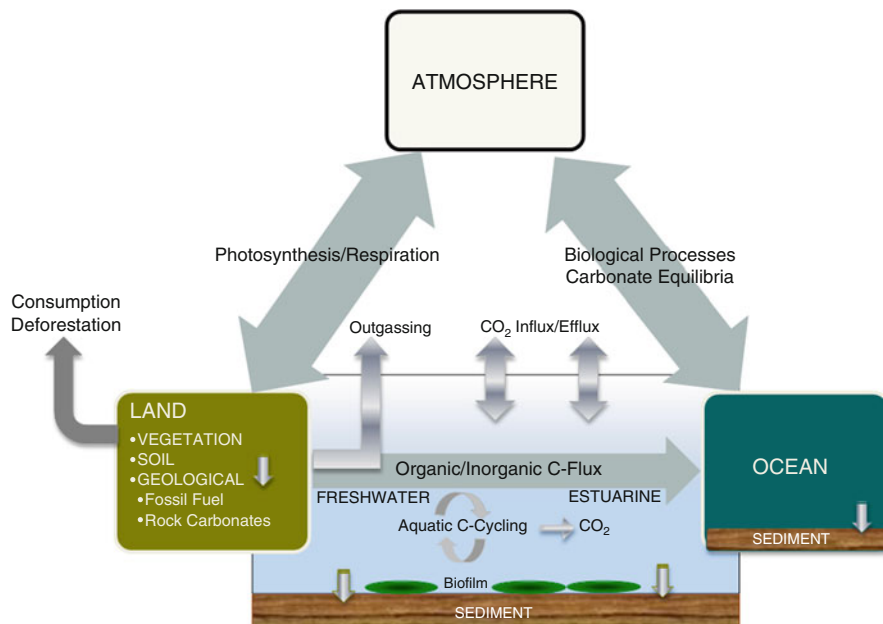 ATMOSPHERE
Photosynthesis/Respiration
Biological Processes
Carbonate Equilibria
Consumption
Deforestation
Outgassing
CO₂ Influx/Efflux
LAND
•VEGETATION
•SOIL
•GEOLOGICAL
•Fossil Fuel
•Rock Carbonates
Organic/Inorganic C-Flux
OCEAN
FRESHWATER
ESTUARINE
Aquatic C-Cycling
CO₂
SEDIMENT
Biofilm
SEDIMENT